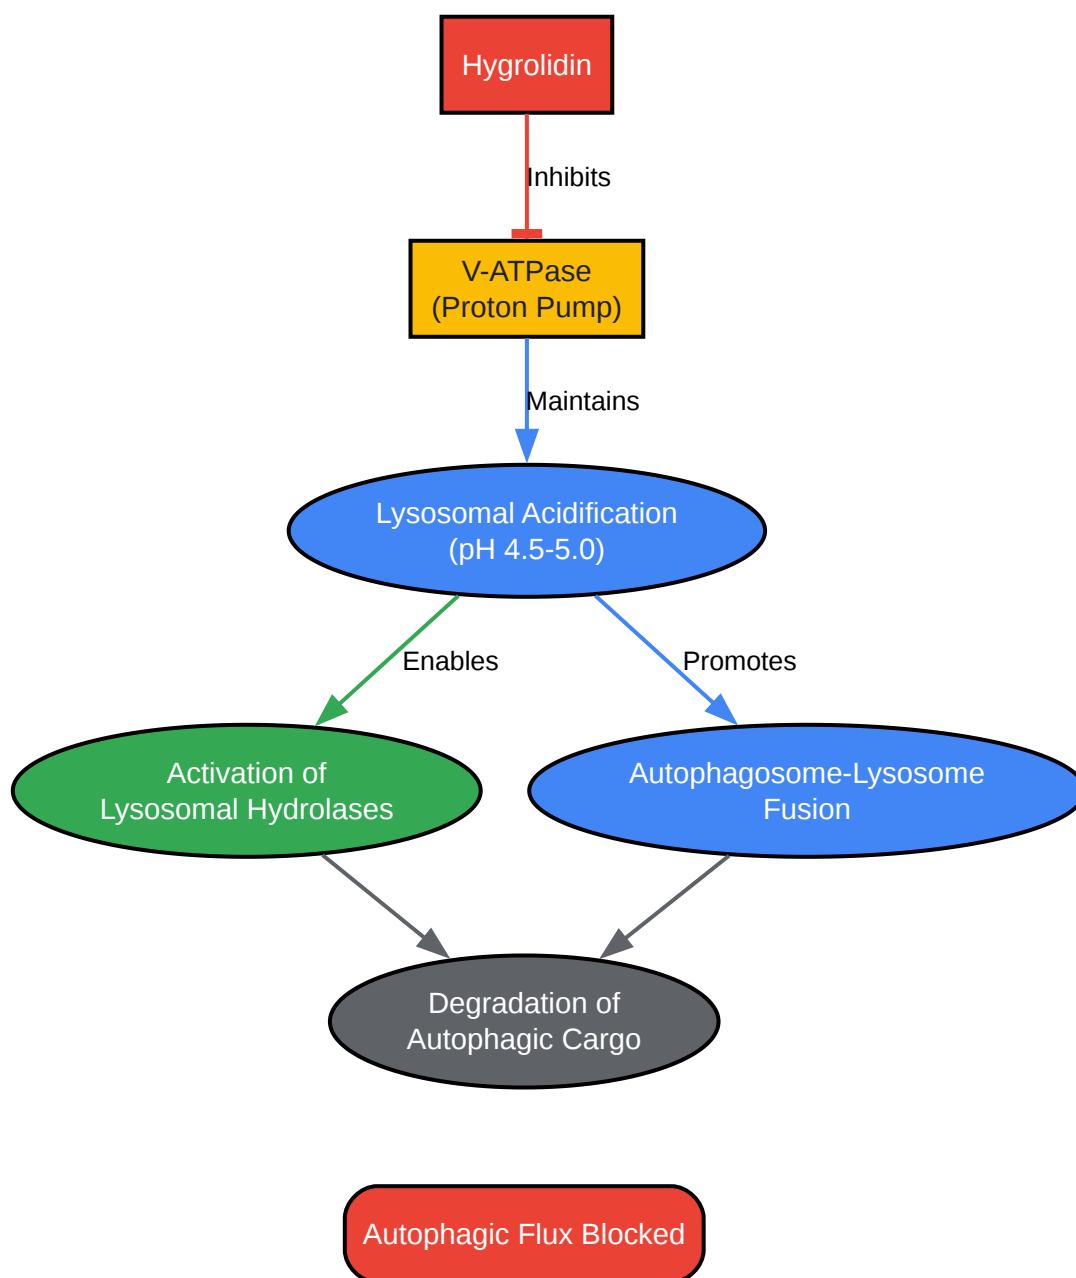 Hygrolidin
Inhibits
V-ATPase
(Proton Pump)
Maintains
Lysosomal Acidification
(pH 4.5-5.0)
Enables
Promotes
Activation of
Lysosomal Hydrolases
Autophagosome-Lysosome
Fusion
Degradation of
Autophagic Cargo
Autophagic Flux Blocked